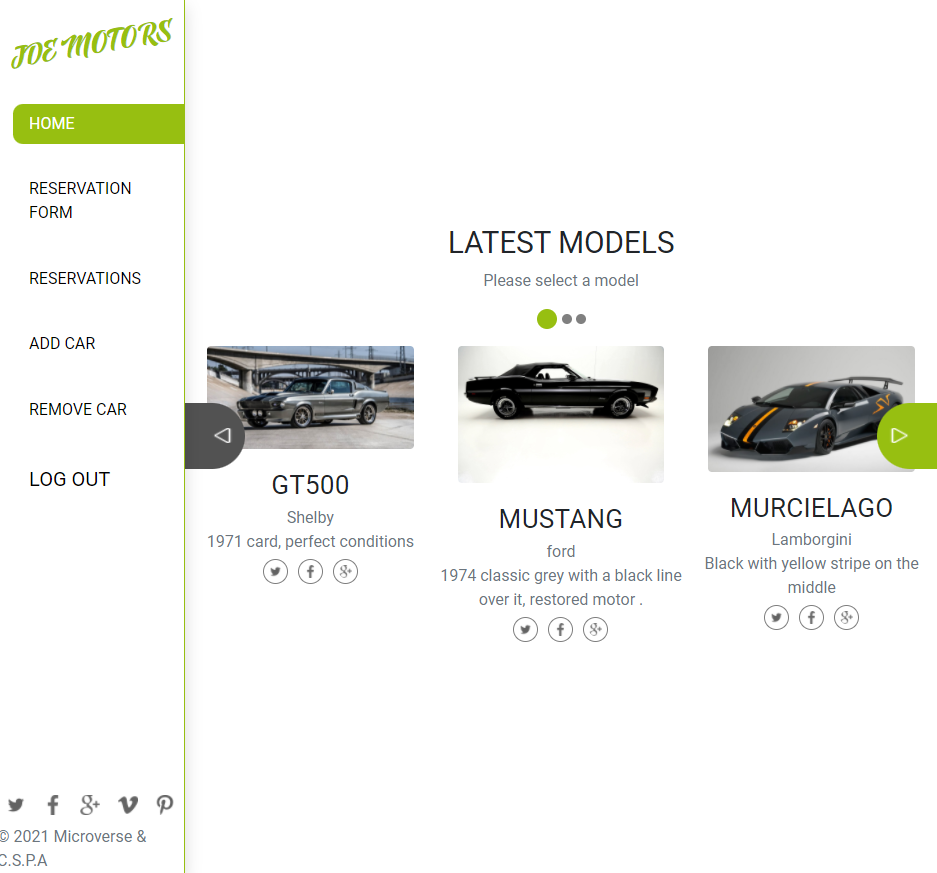 JOE MOTORS
HOME
RESERVATION
FORM
RESERVATIONS
ADD CAR
REMOVE CAR
LOG OUT
© 2021 Microverse &
C.S.P.A
LATEST MODELS
Please select a model
GT500
Shelby
1971 card, perfect conditions
MUSTANG
ford
1974 classic grey with a black line
over it, restored motor .
MURCIELAGO
Lamborgini
Black with yellow stripe on the
middle